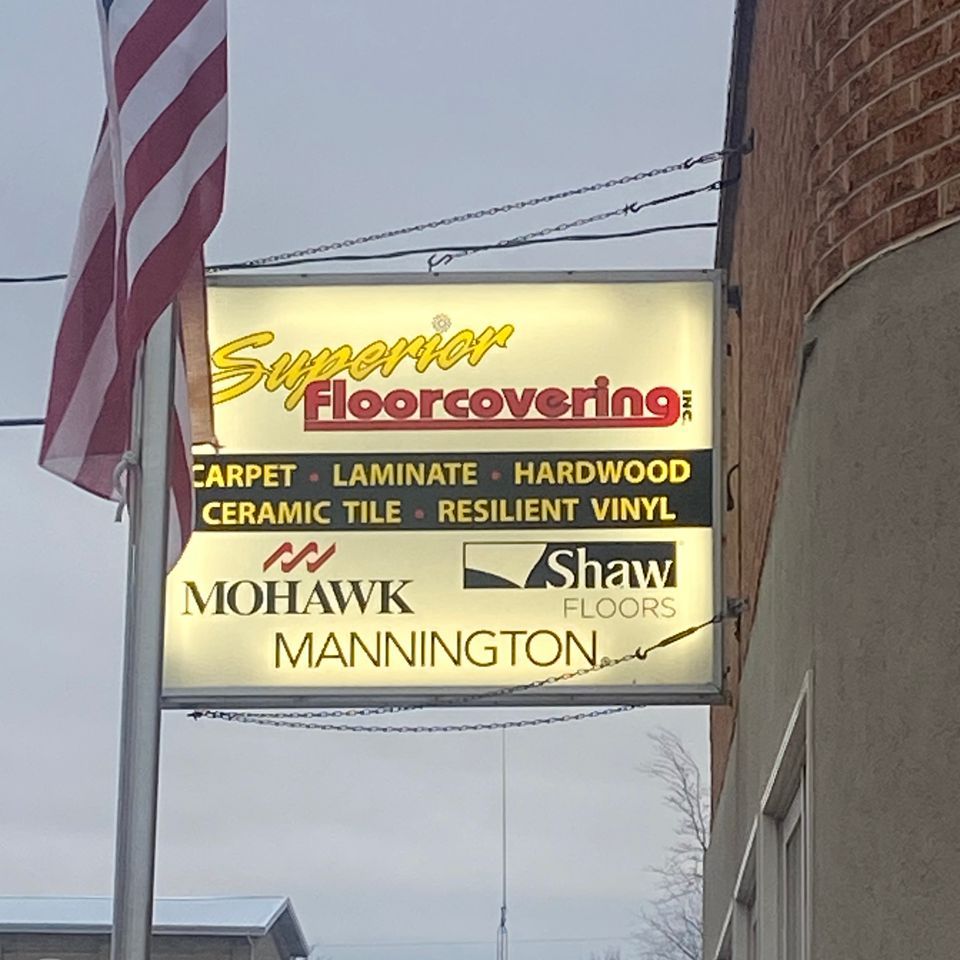 Superior
Floorcovering INC.
CARPET • LAMINATE • HARDWOOD
CERAMIC TILE • RESILIENT VINYL
MOHAWK
Shaw
FLOORS
MANNINGTON®